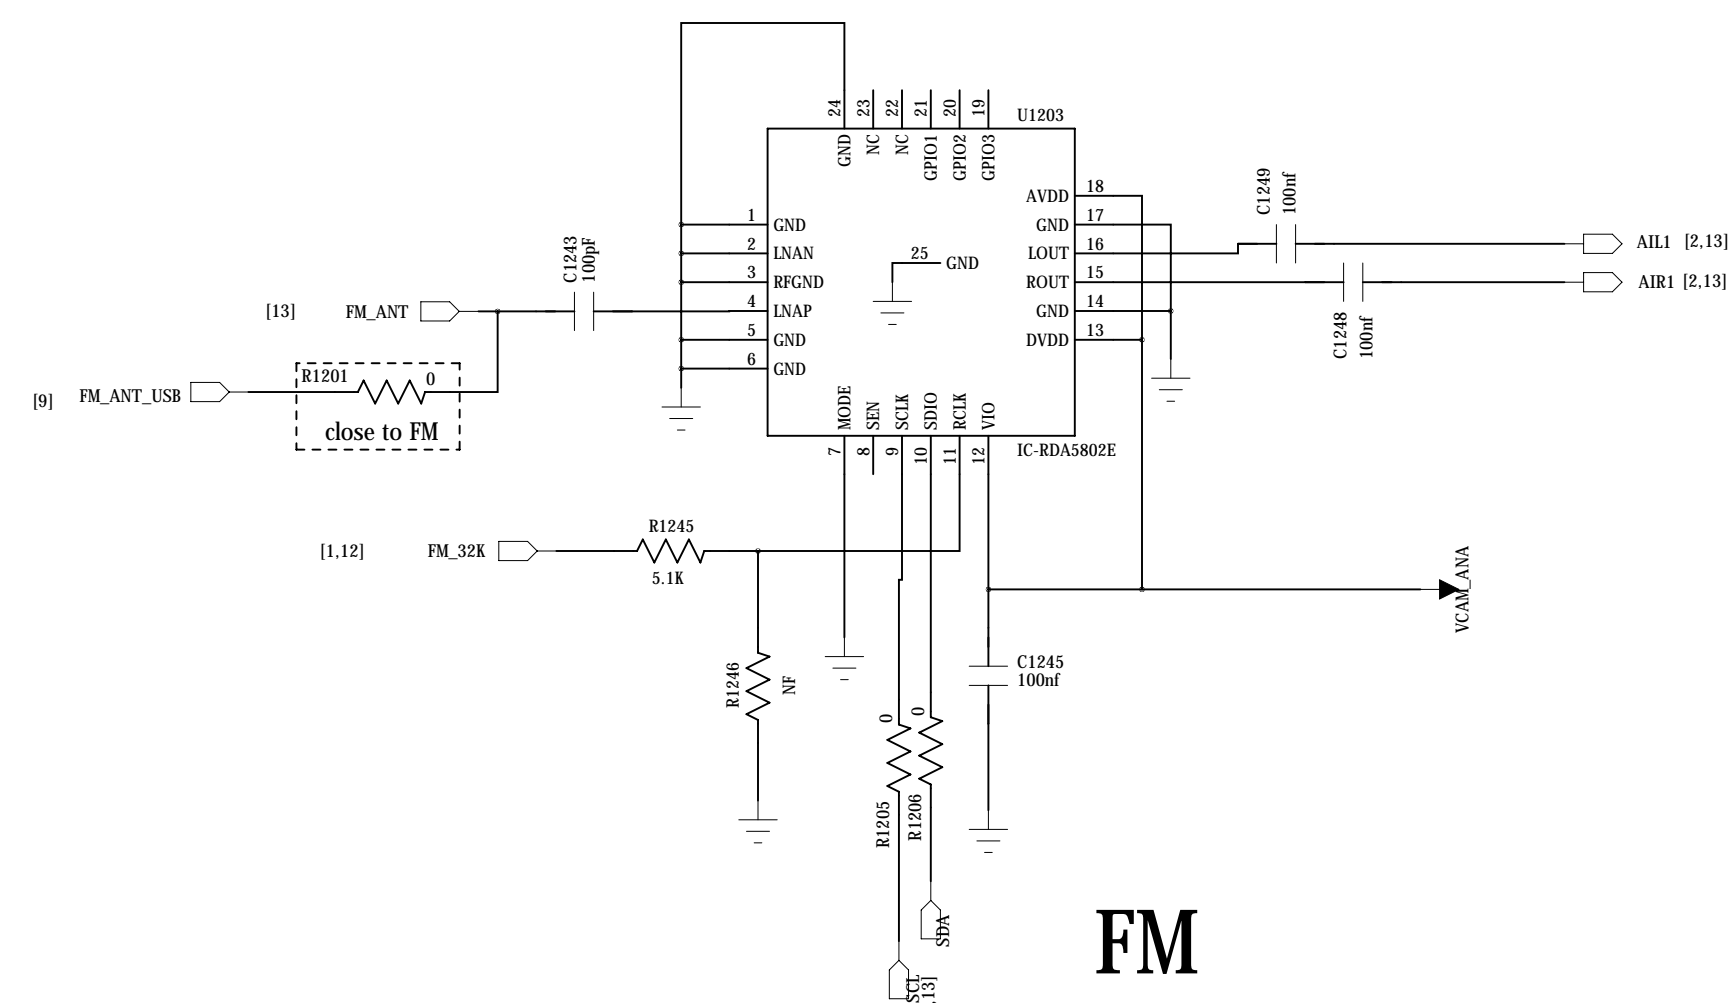 24
23
22
21
20
19
U1203
GND
NC
NC
GPIO1
GPIO2
GPIO3
AVDD 18
1 GND
GND 17
2 LNAN
LOUT 16
3 RFGND
ROUT 15
4 LNAP
GND 14
5 GND
DVDD 13
6 GND
25 GND
C1243
100pF
C1249
100nf
AIL1 [2,13]
AIR1 [2,13]
C1248
100nf
[13] FM_ANT
R1201 0
[9] FM_ANT_USB
close to FM
MODE
SEN
SCLK
SDIO
RCLK
VIO
IC-RDA5802E
7
8
9
10
11
12
R1245
[1,12] FM_32K
5.1K
VCAM_ANA
R1246
NF
C1245
100nf
0
0
R1205
R1206
SDA
SCL
,13]
FM